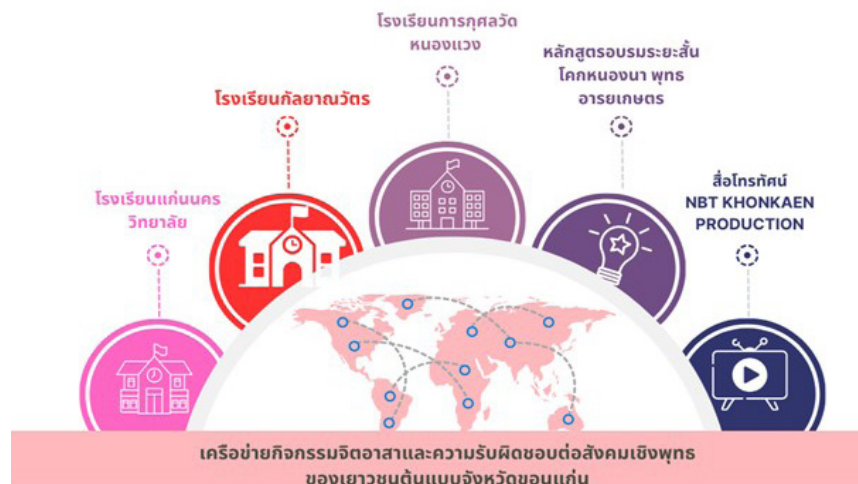 โรงเรียนการกุศลวัด
หนองแวง
หลักสูตรอบรมระยะสั้น
โคกหนองนา พุทธ
อารยเกษตร
โรงเรียนกัลยาณวัตร
สื่อโทรทัศน์
NBT KHONKAEN
PRODUCTION
โรงเรียนแก่นนคร
วิทยาลัย
เครือข่ายกิจกรรมจิตอาสาและความรับผิดชอบต่อสังคมเชิงพุทธ
ของเยาวชนต้นแบบจังหวัดขอนแก่น